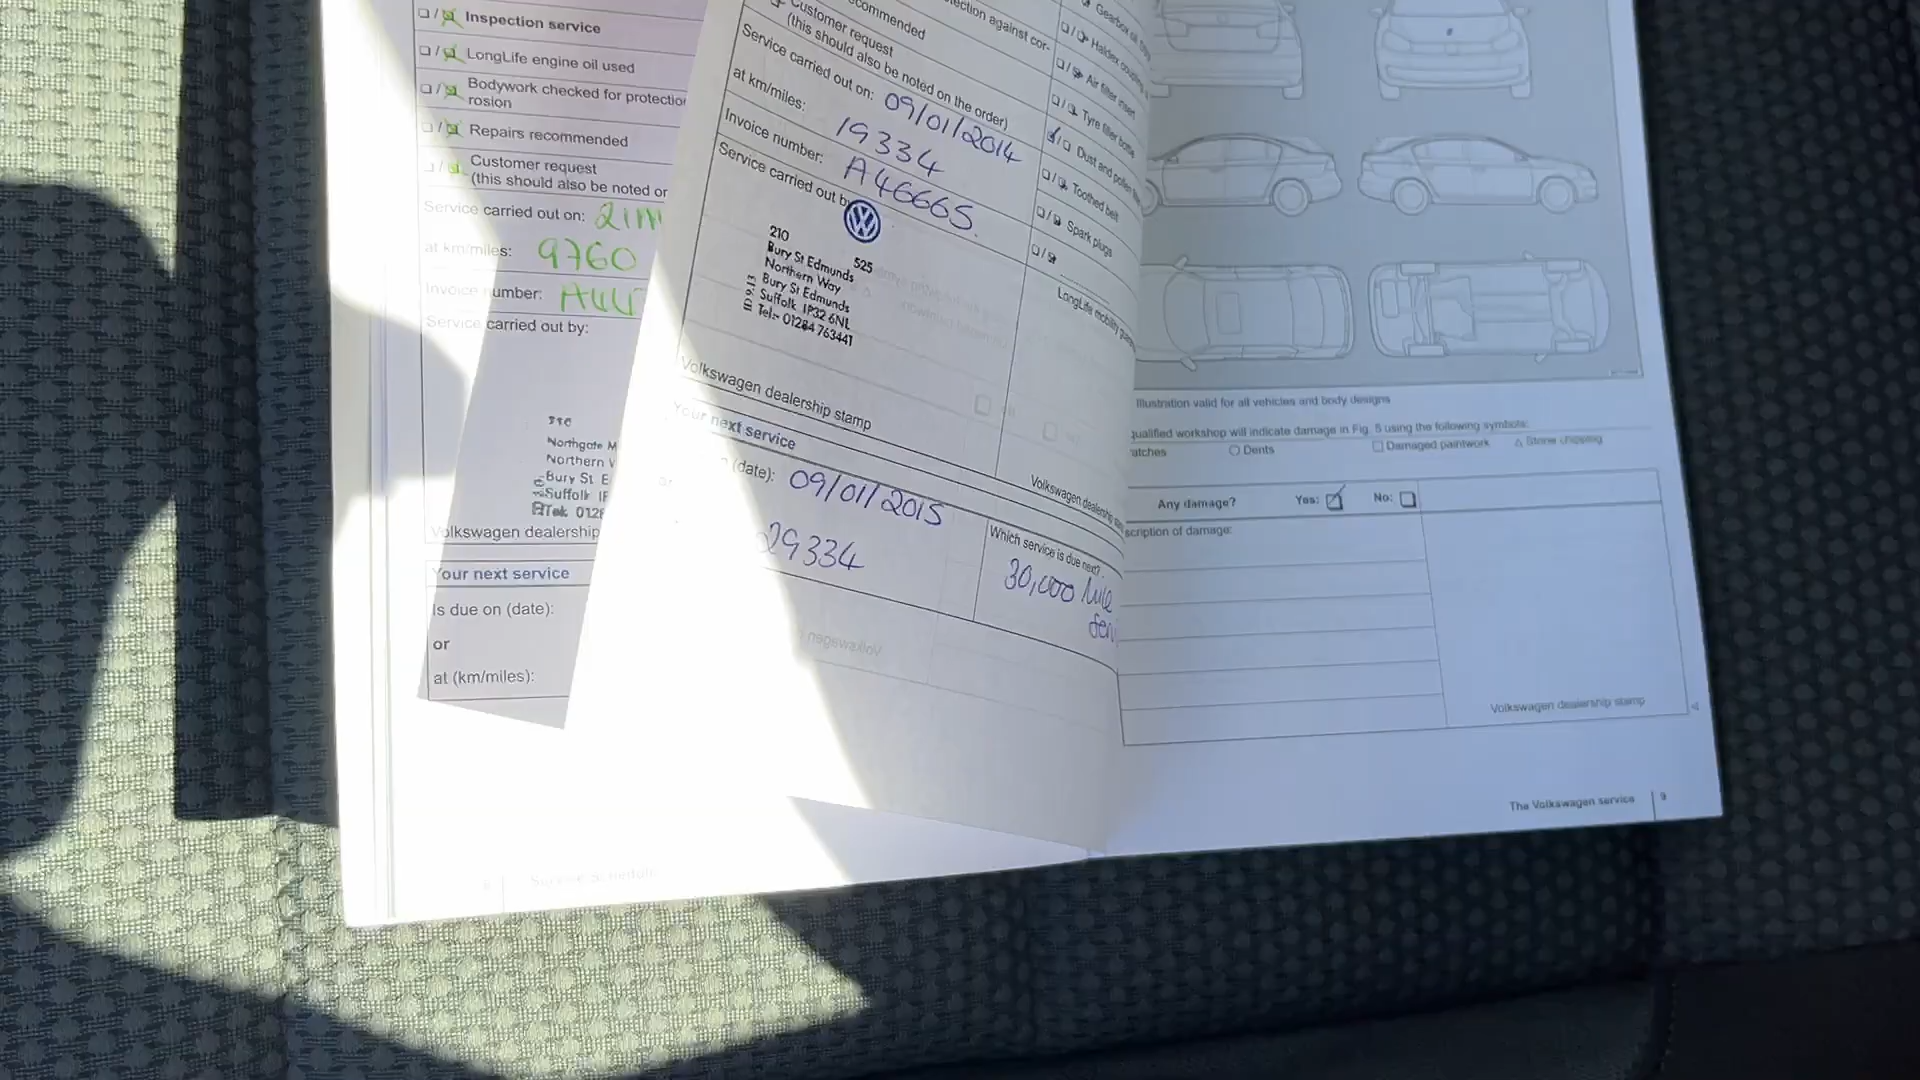 Inspection service
LongLife engine oil used
Bodywork checked for protection
rosion
Repairs recommended
Customer request
(this should also be noted or
Service carried out on:
at km/miles: 9760
Invoice number:
Service carried out by:
Northgate
Northern
Bury St E
Suffolk
Volkswagen dealership
Your next service
Is due on (date):
or
at (km/miles):
commended
Customer request
(this should also be noted on the order)
Service carried out on: 09/01/2014
at km/miles: 19334
Invoice number: A46665
Service carried out by
210
525
Bury St Edmunds
Northern Way
Bury St Edmunds
Suffolk IP32 6NL
Tel:- 01284 763441
Volkswagen dealership stamp
Your next service
(date): 09/01/2015
29334
Which service is due next?
30,000 Mile
Air filter insert
Tyre filler bottle
Dust and pollen
Toothed belt
Spark plugs
LongLife mobility
Volkswagen dealership
Illustration valid for all vehicles and body designs
qualified workshop will indicate damage in Fig. 5 using the following symbols:
atches Dents Damaged paintwork Stone chipping
Any damage? Yes: No:
scription of damage:
Volkswagen dealership stamp
The Volkswagen service 9